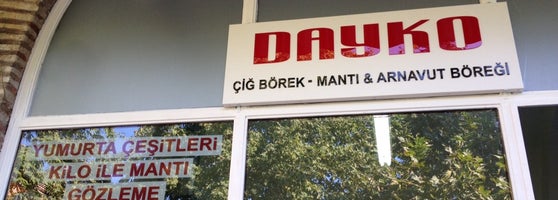 DAYKO
ÇİĞ BÖREK - MANTI & ARNAVUT BÖREĞİ
YUMURTA ÇEŞİTLERİ
KİLO İLE MANTI
GÖZLEME